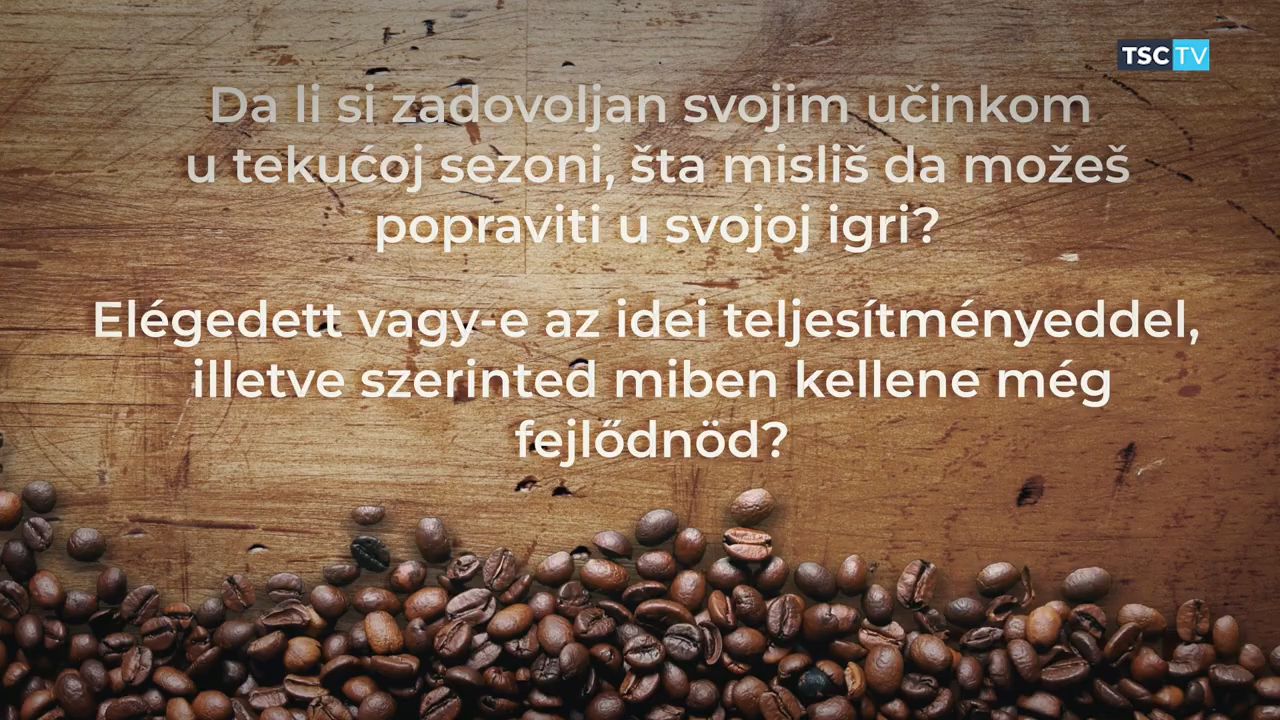 TSC TV
Da li si zadovoljan svojim učinkom
u tekućoj sezoni, šta misliš da možeš
popraviti u svojoj igri?
Elégedett vagy-e az idei teljesítményeddel,
illetve szerinted miben kellene még
fejlődnöd?